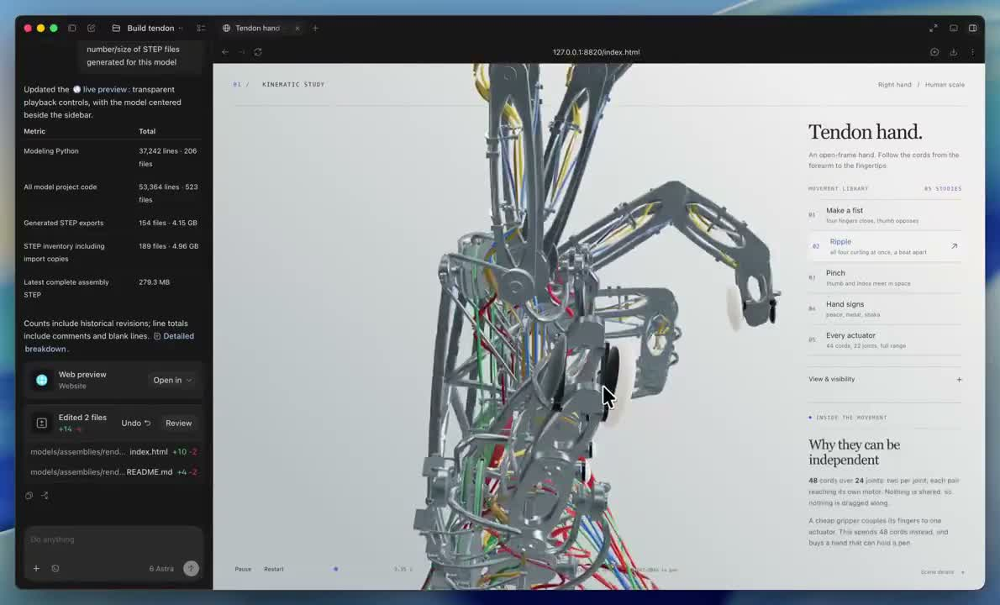 Build tendon
Tendon hand
127.0.0.1:8820/index.html
number/size of STEP files
generated for this model
Updated the live preview: transparent
playback controls, with the model centered
beside the sidebar.
Metric Total
Modeling Python 37,242 lines · 206
files
All model project code 53,364 lines · 523
files
Generated STEP exports 154 files · 4.15 GB
STEP inventory including 189 files · 4.96 GB
import copies
Latest complete assembly 279.3 MB
STEP
Counts include historical revisions; line totals
include comments and blank lines. Detailed
breakdown.
Web preview
Website
Open in
Edited 2 files
+14
Undo
Review
models/assemblies/rend... index.html +10 -2
models/assemblies/rend... README.md +4 -2
Do anything
6 Astra
01 / KINEMATIC STUDY
Right hand / Human scale
Tendon hand.
An open-frame hand. Follow the cords from the
forearm to the fingertips.
MOVEMENT LIBRARY 05 STUDIES
01 Make a fist
four fingers close, thumb opposes
02 Ripple
all four curling at once, a beat apart
03 Pinch
thumb and index meet in space
04 Hand signs
peace, metal, shaka
05 Every actuator
44 cords, 22 joints, full range
View & visibility +
INSIDE THE MOVEMENT
Why they can be
independent
48 cords over 24 joints: two per joint, each pair
reaching its own motor. Nothing is shared, so
nothing is dragged along.
A cheap gripper couples its fingers to one
actuator. This spends 48 cords instead, and
buys a hand that can hold a pen.
Pause Restart
Scene details +